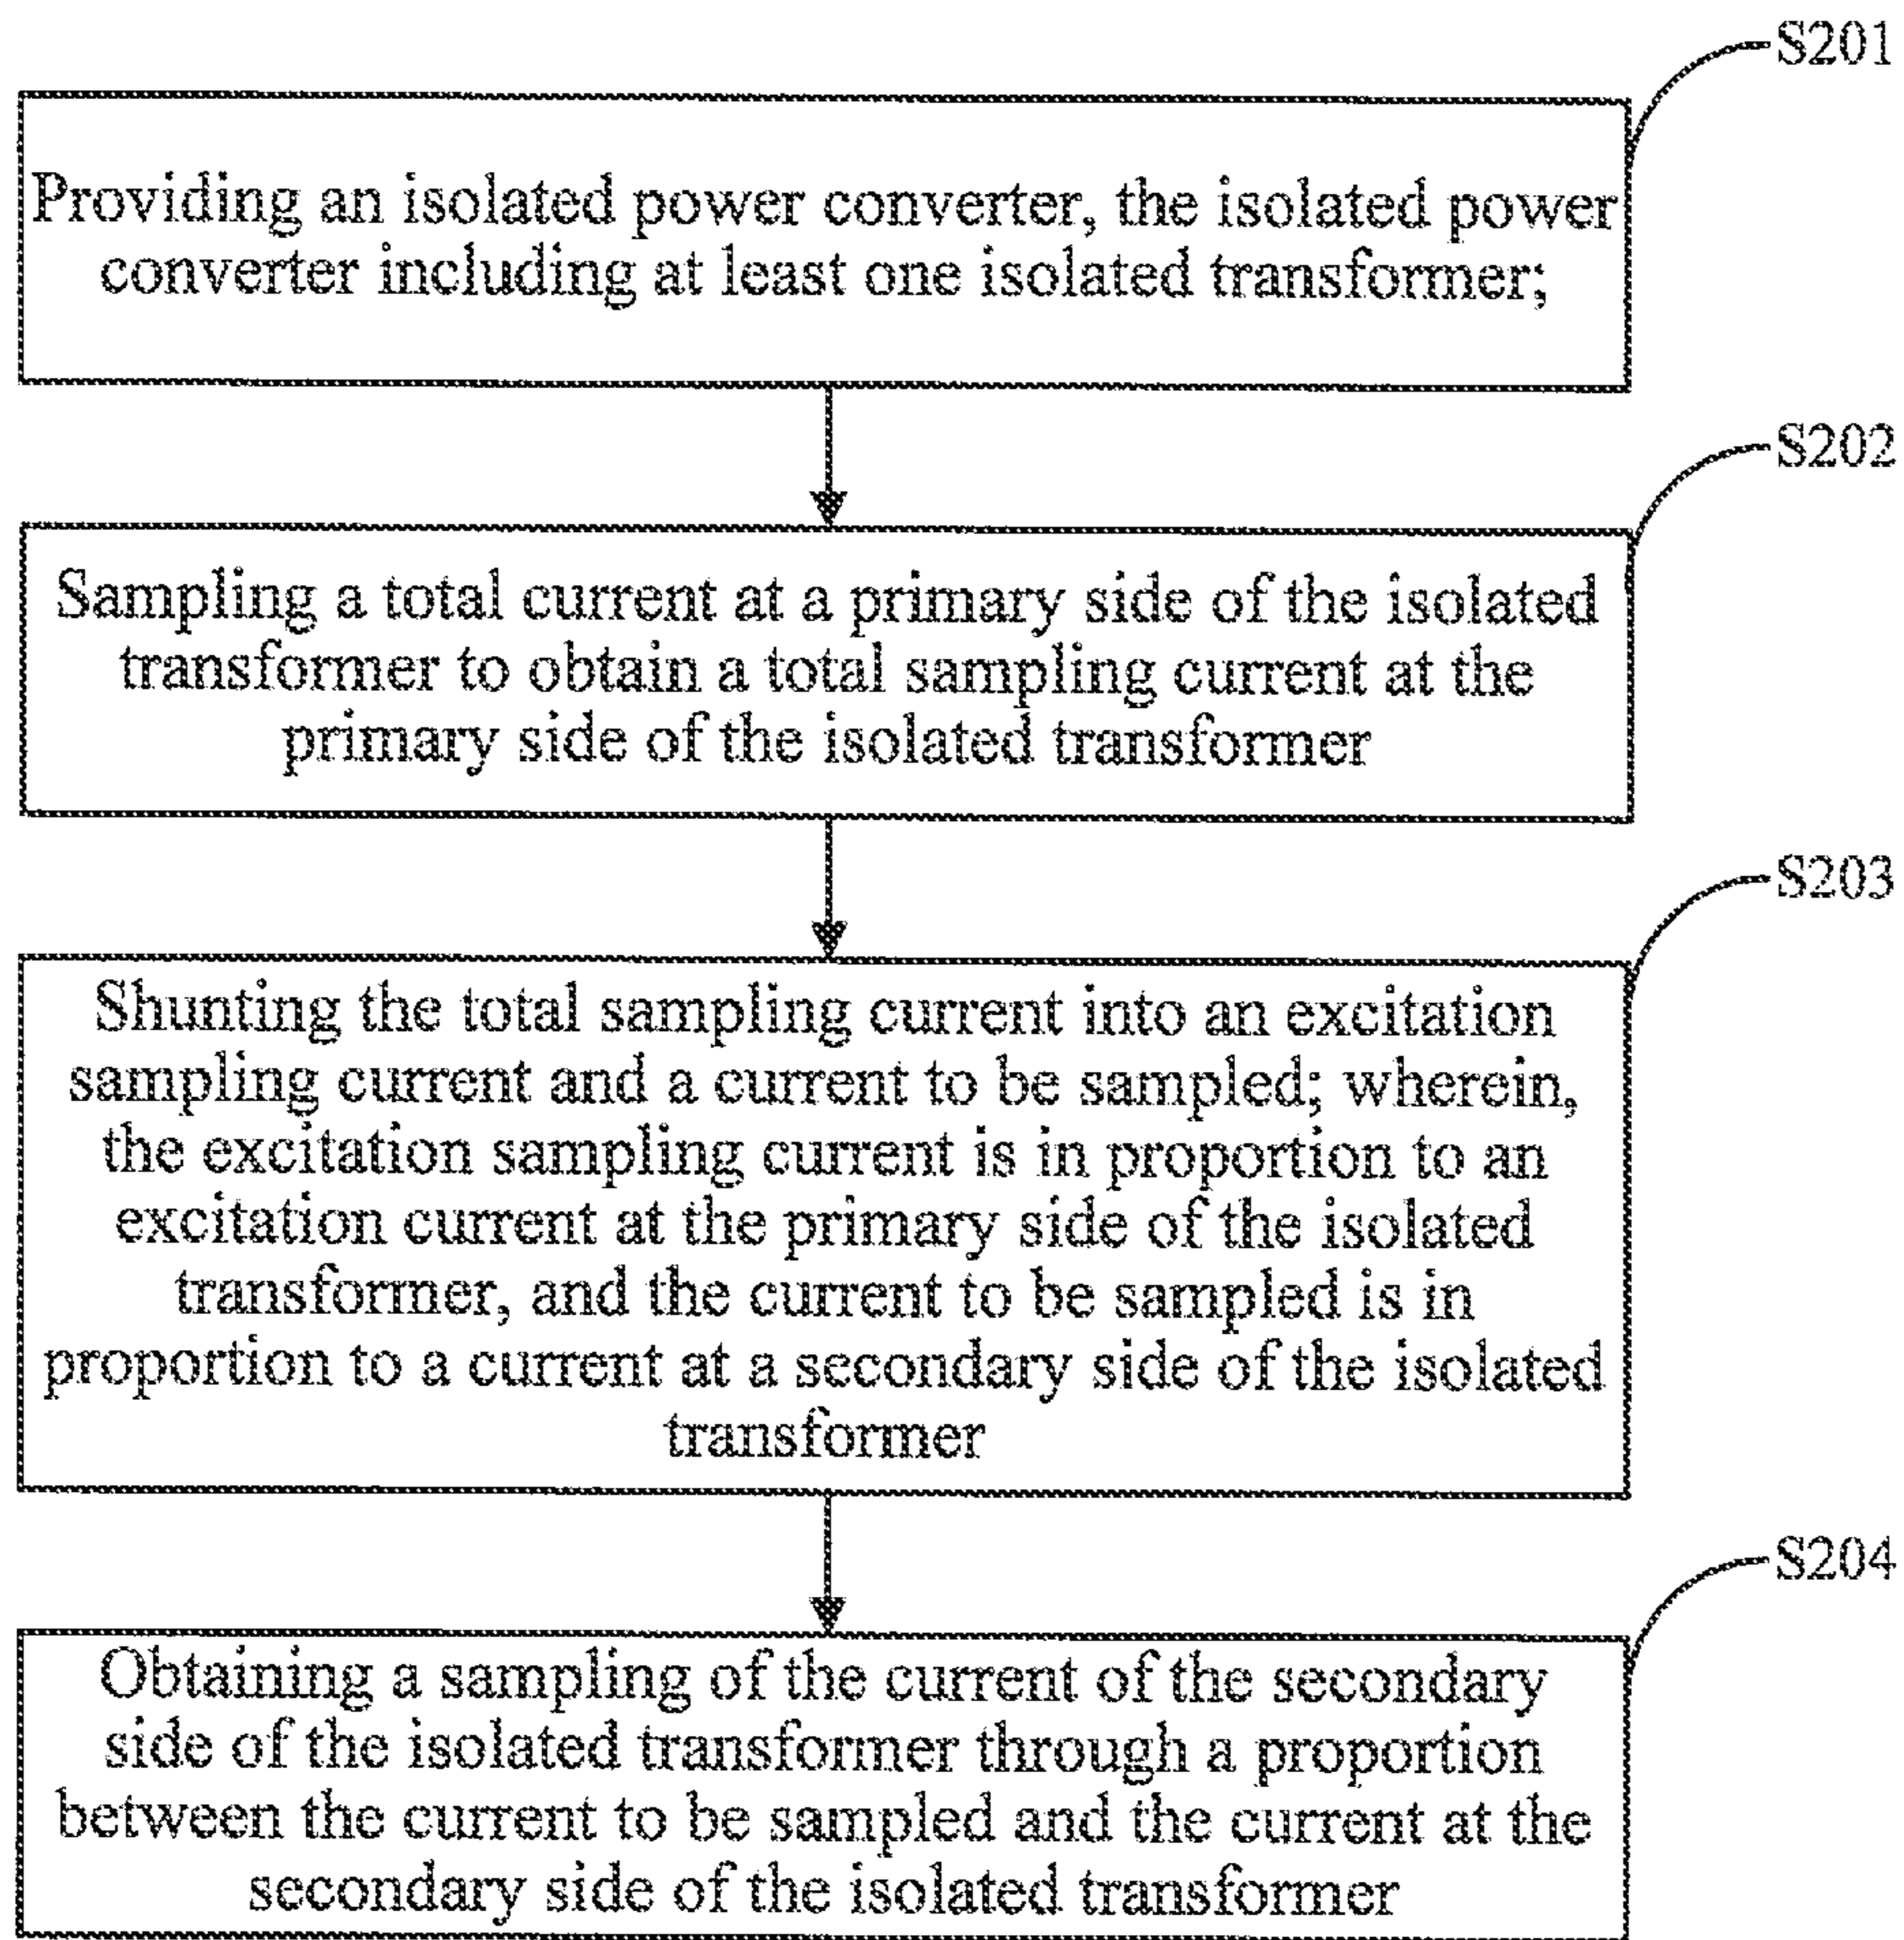 S201
Providing an isolated power converter, the isolated power
converter including at least one isolated transformer;
S202
Sampling a total current at a primary side of the isolated
transformer to obtain a total sampling current at the
primary side of the isolated transformer
S203
Shunting the total sampling current into an excitation
sampling current and a current to be sampled; wherein,
the excitation sampling current is in proportion to an
excitation current at the primary side of the isolated
transformer, and the current to be sampled is in
proportion to a current at a secondary side of the isolated
transformer
S204
Obtaining a sampling of the current of the secondary
side of the isolated transformer through a proportion
between the current to be sampled and the current at the
secondary side of the isolated transformer